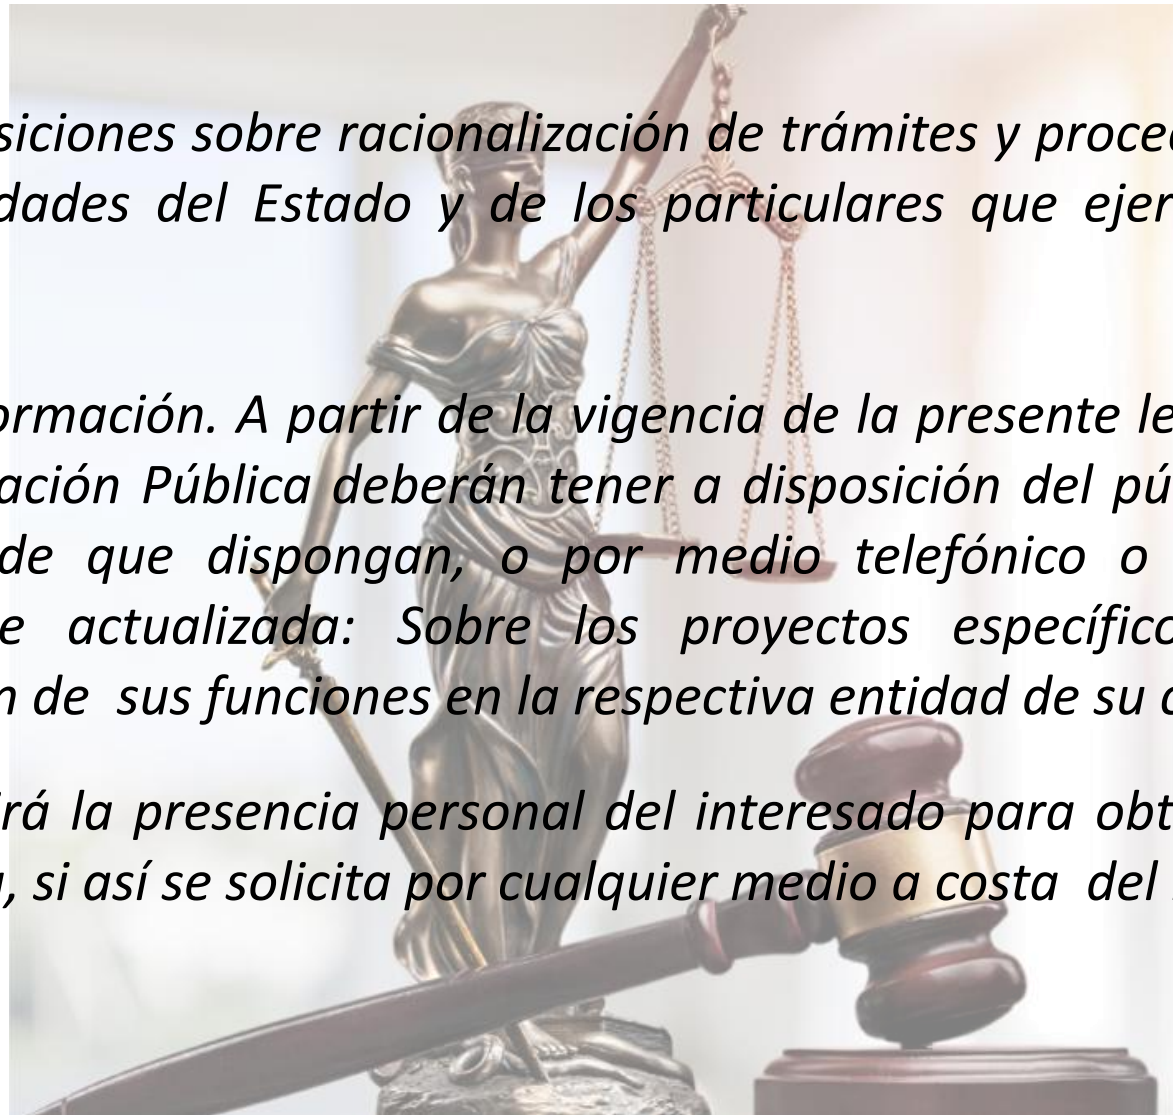 siciones sobre racionalización de trámites y proced
dades del Estado y de los particulares que ejer
ormación. A partir de la vigencia de la presente le
ación Pública deberán tener a disposición del pú
de que dispongan, o por medio telefónico o
e actualizada: Sobre los proyectos específico
n de sus funciones en la respectiva entidad de su
rá la presencia personal del interesado para obt
, si así se solicita por cualquier medio a costa del